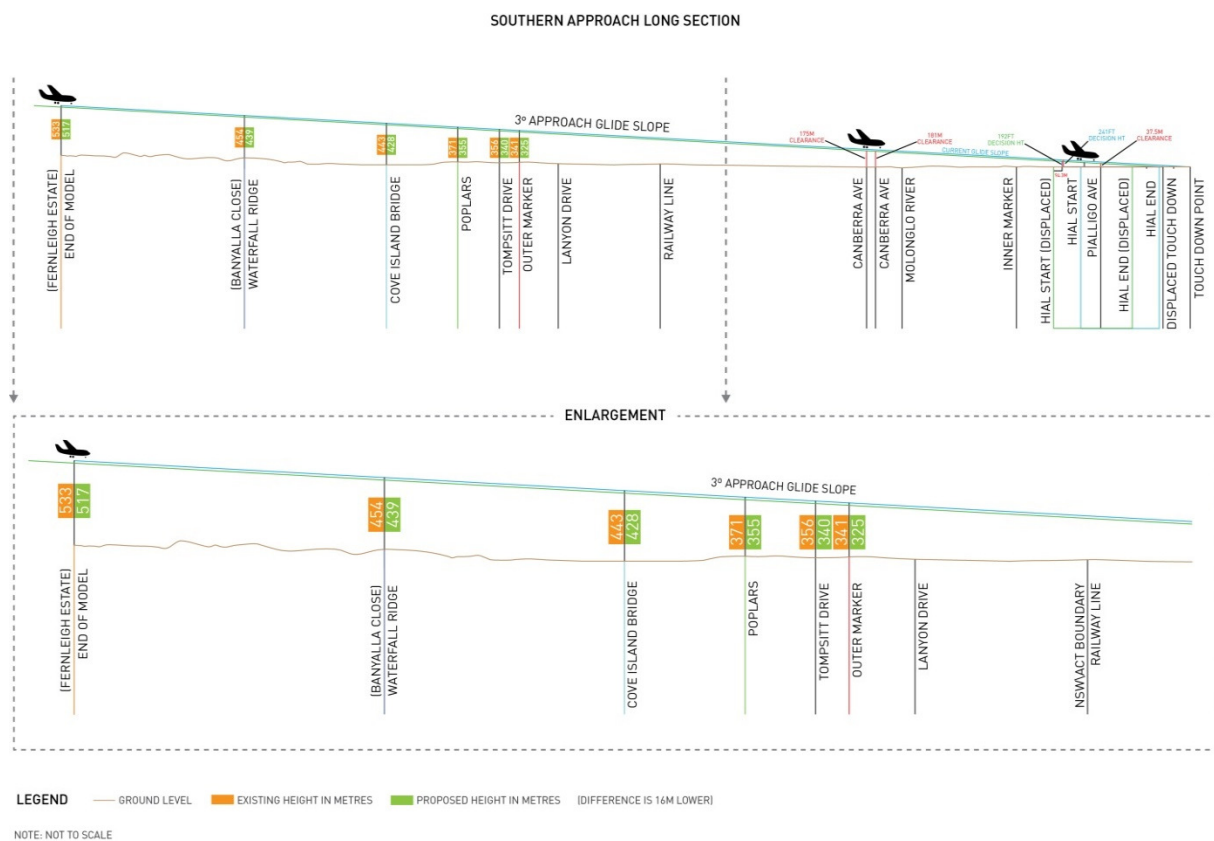 SOUTHERN APPROACH LONG SECTION
3º APPROACH GLIDE SLOPE
533
517
454
439
443
428
371
355
356
340
341
325
175M
CLEARANCE
181M
CLEARANCE
CURRENT GLIDE SLOPE
193FT
DECISION HT
241FT
DECISION HT
37.5M
CLEARANCE
(FERNLEIGH ESTATE)
END OF MODEL
(BANYALLA CLOSE)
WATERFALL RIDGE
COVE ISLAND BRIDGE
POPLARS
TOMPSITT DRIVE
OUTER MARKER
LANYON DRIVE
RAILWAY LINE
CANBERRA AVE
CANBERRA AVE
MOLONGLO RIVER
INNER MARKER
HIAL START (DISPLACED)
HIAL START
PIALLIGO AVE
HIAL END (DISPLACED)
HIAL END
DISPLACED TOUCH DOWN
TOUCH DOWN POINT
ENLARGEMENT
3º APPROACH GLIDE SLOPE
533
517
454
439
443
428
371
355
356
340
341
325
(FERNLEIGH ESTATE)
END OF MODEL
(BANYALLA CLOSE)
WATERFALL RIDGE
COVE ISLAND BRIDGE
POPLARS
TOMPSITT DRIVE
OUTER MARKER
LANYON DRIVE
NSW\ACT BOUNDARY
RAILWAY LINE
LEGEND GROUND LEVEL EXISTING HEIGHT IN METRES PROPOSED HEIGHT IN METRES (DIFFERENCE IS 16M LOWER)
NOTE: NOT TO SCALE